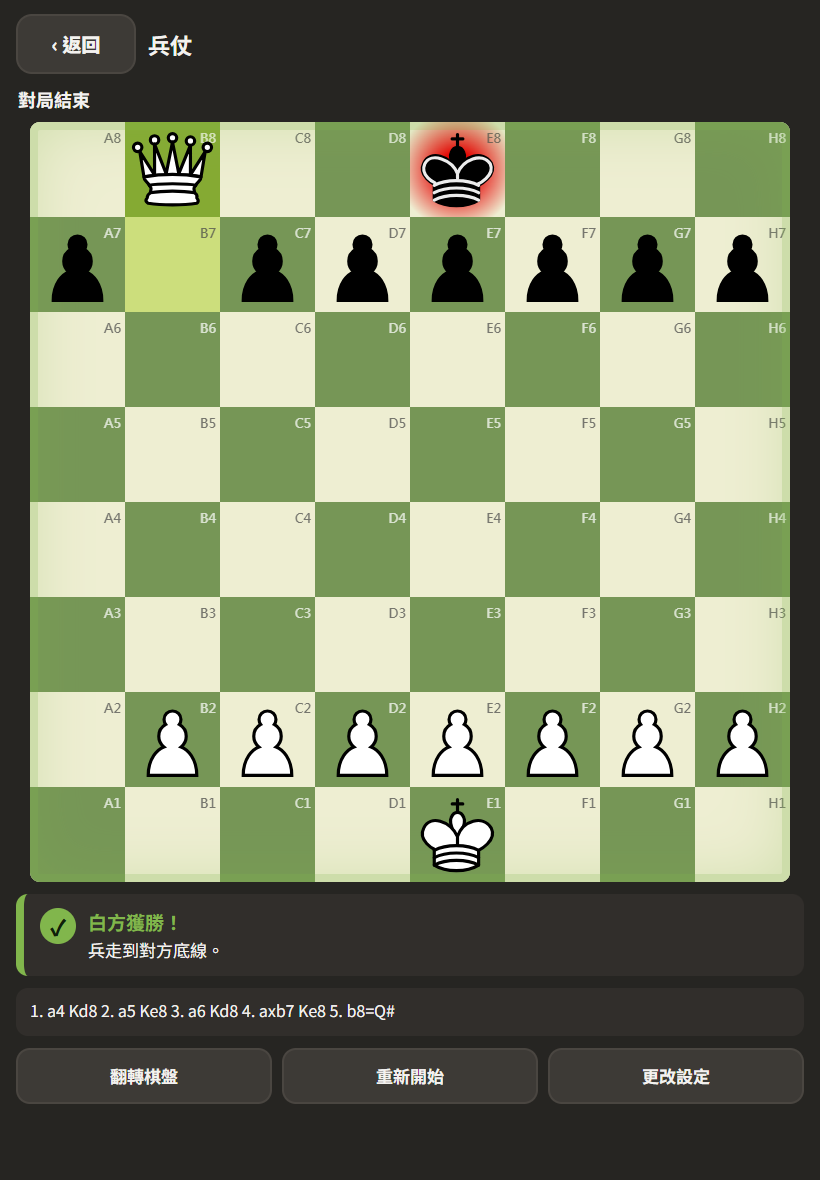 ‹ 返回 兵仗
對局結束
A8 B8 C8 D8 E8 F8 G8 H8
A7 B7 C7 D7 E7 F7 G7 H7
A6 B6 C6 D6 E6 F6 G6 H6
A5 B5 C5 D5 E5 F5 G5 H5
A4 B4 C4 D4 E4 F4 G4 H4
A3 B3 C3 D3 E3 F3 G3 H3
A2 B2 C2 D2 E2 F2 G2 H2
A1 B1 C1 D1 E1 F1 G1 H1
白方獲勝！
兵走到對方底線。
1. a4 Kd8 2. a5 Ke8 3. a6 Kd8 4. axb7 Ke8 5. b8=Q#
翻轉棋盤 重新開始 更改設定